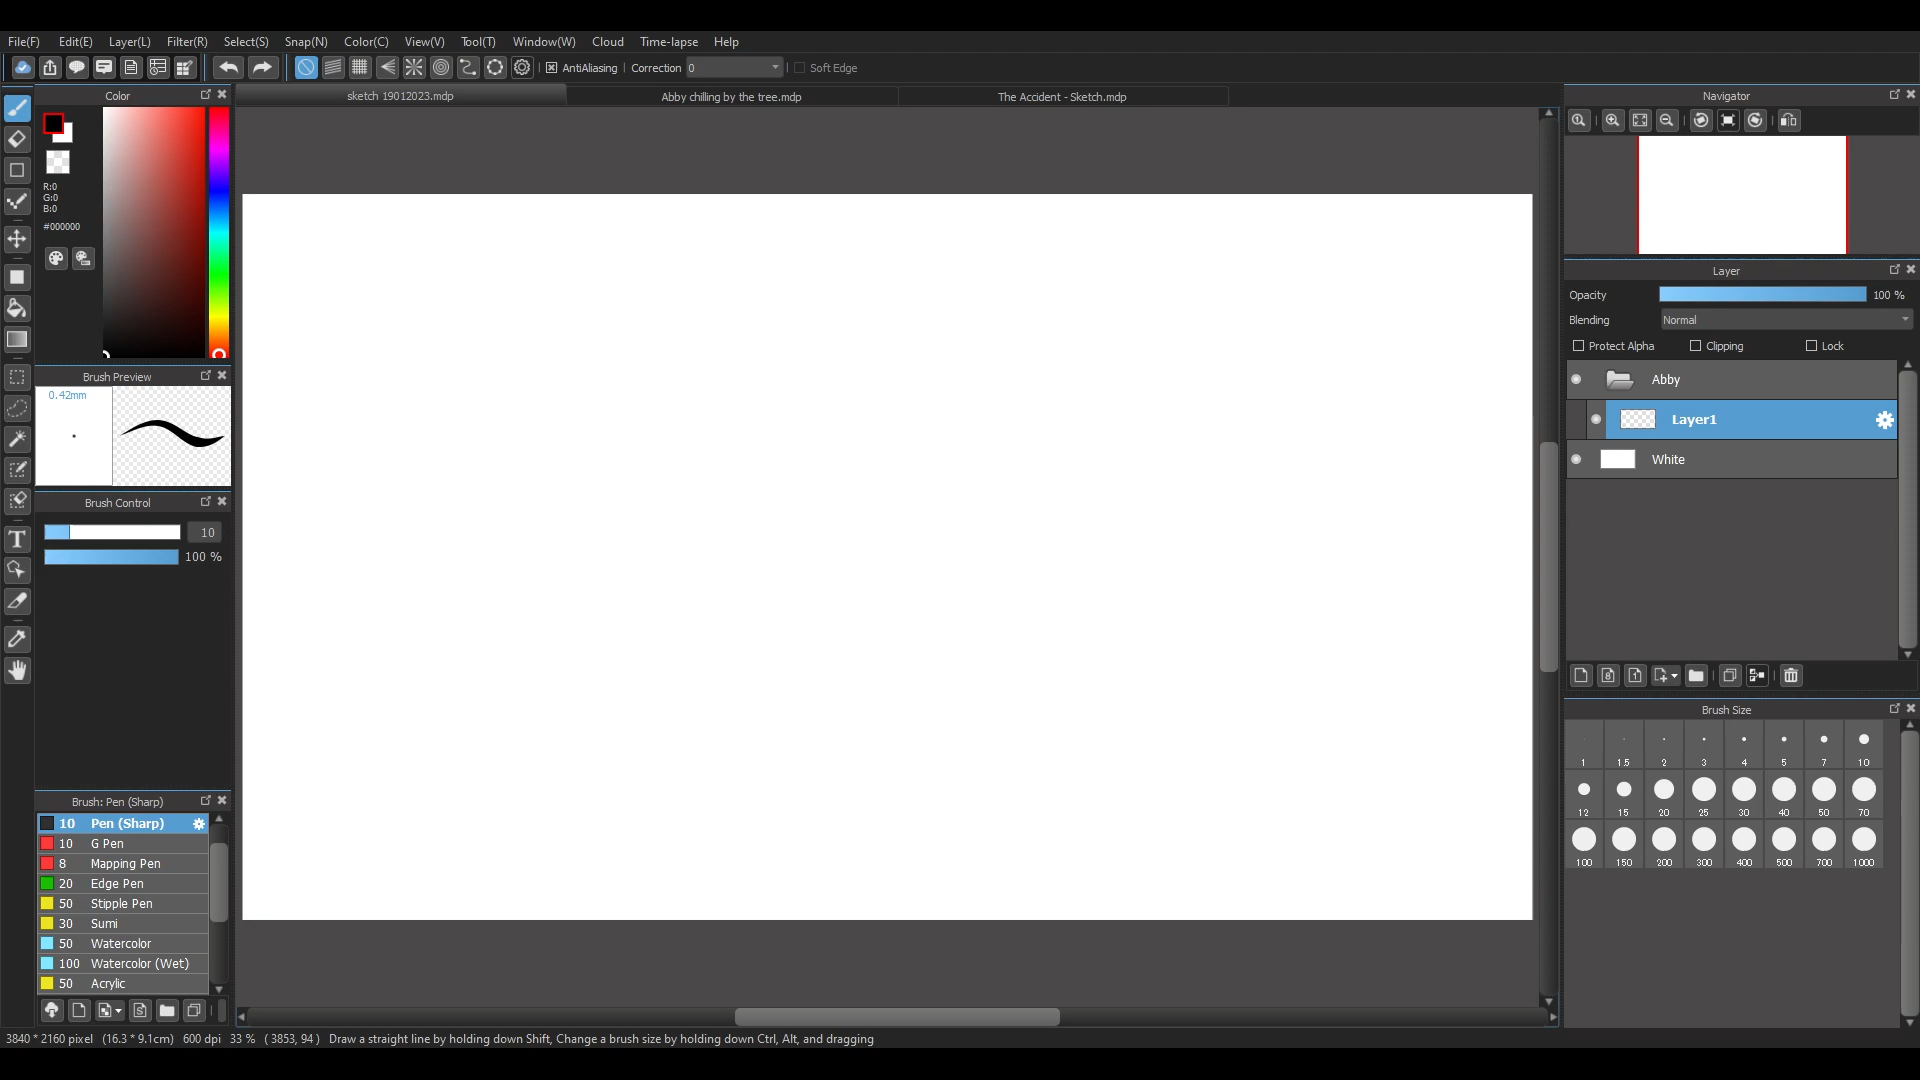 File(F) Edit(E) Layer(L) Filter(R) Select(S) Snap(N) Color(C) View(V) Tool(T) Window(W) Cloud Time-lapse Help
AntiAliasing Correction 0 Soft Edge
Color
sketch 19012023.mdp
Abby chilling by the tree.mdp
The Accident - Sketch.mdp
Navigator
R:0
G:0
B:0
#000000
Brush Preview
0.42mm
Brush Control
10
100 %
Brush: Pen (Sharp)
10 Pen (Sharp)
10 G Pen
8 Mapping Pen
20 Edge Pen
50 Stipple Pen
30 Sumi
50 Watercolor
100 Watercolor (Wet)
50 Acrylic
Layer
Opacity 100 %
Blending Normal
Protect Alpha Clipping Lock
Abby
Layer1
White
Brush Size
1 1.5 2 3 4 5 7 10
12 15 20 25 30 40 50 70
100 150 200 300 400 500 700 1000
3840 * 2160 pixel (16.3 * 9.1cm) 600 dpi 33 % ( 3853, 94 ) Draw a straight line by holding down Shift, Change a brush size by holding down Ctrl, Alt, and dragging